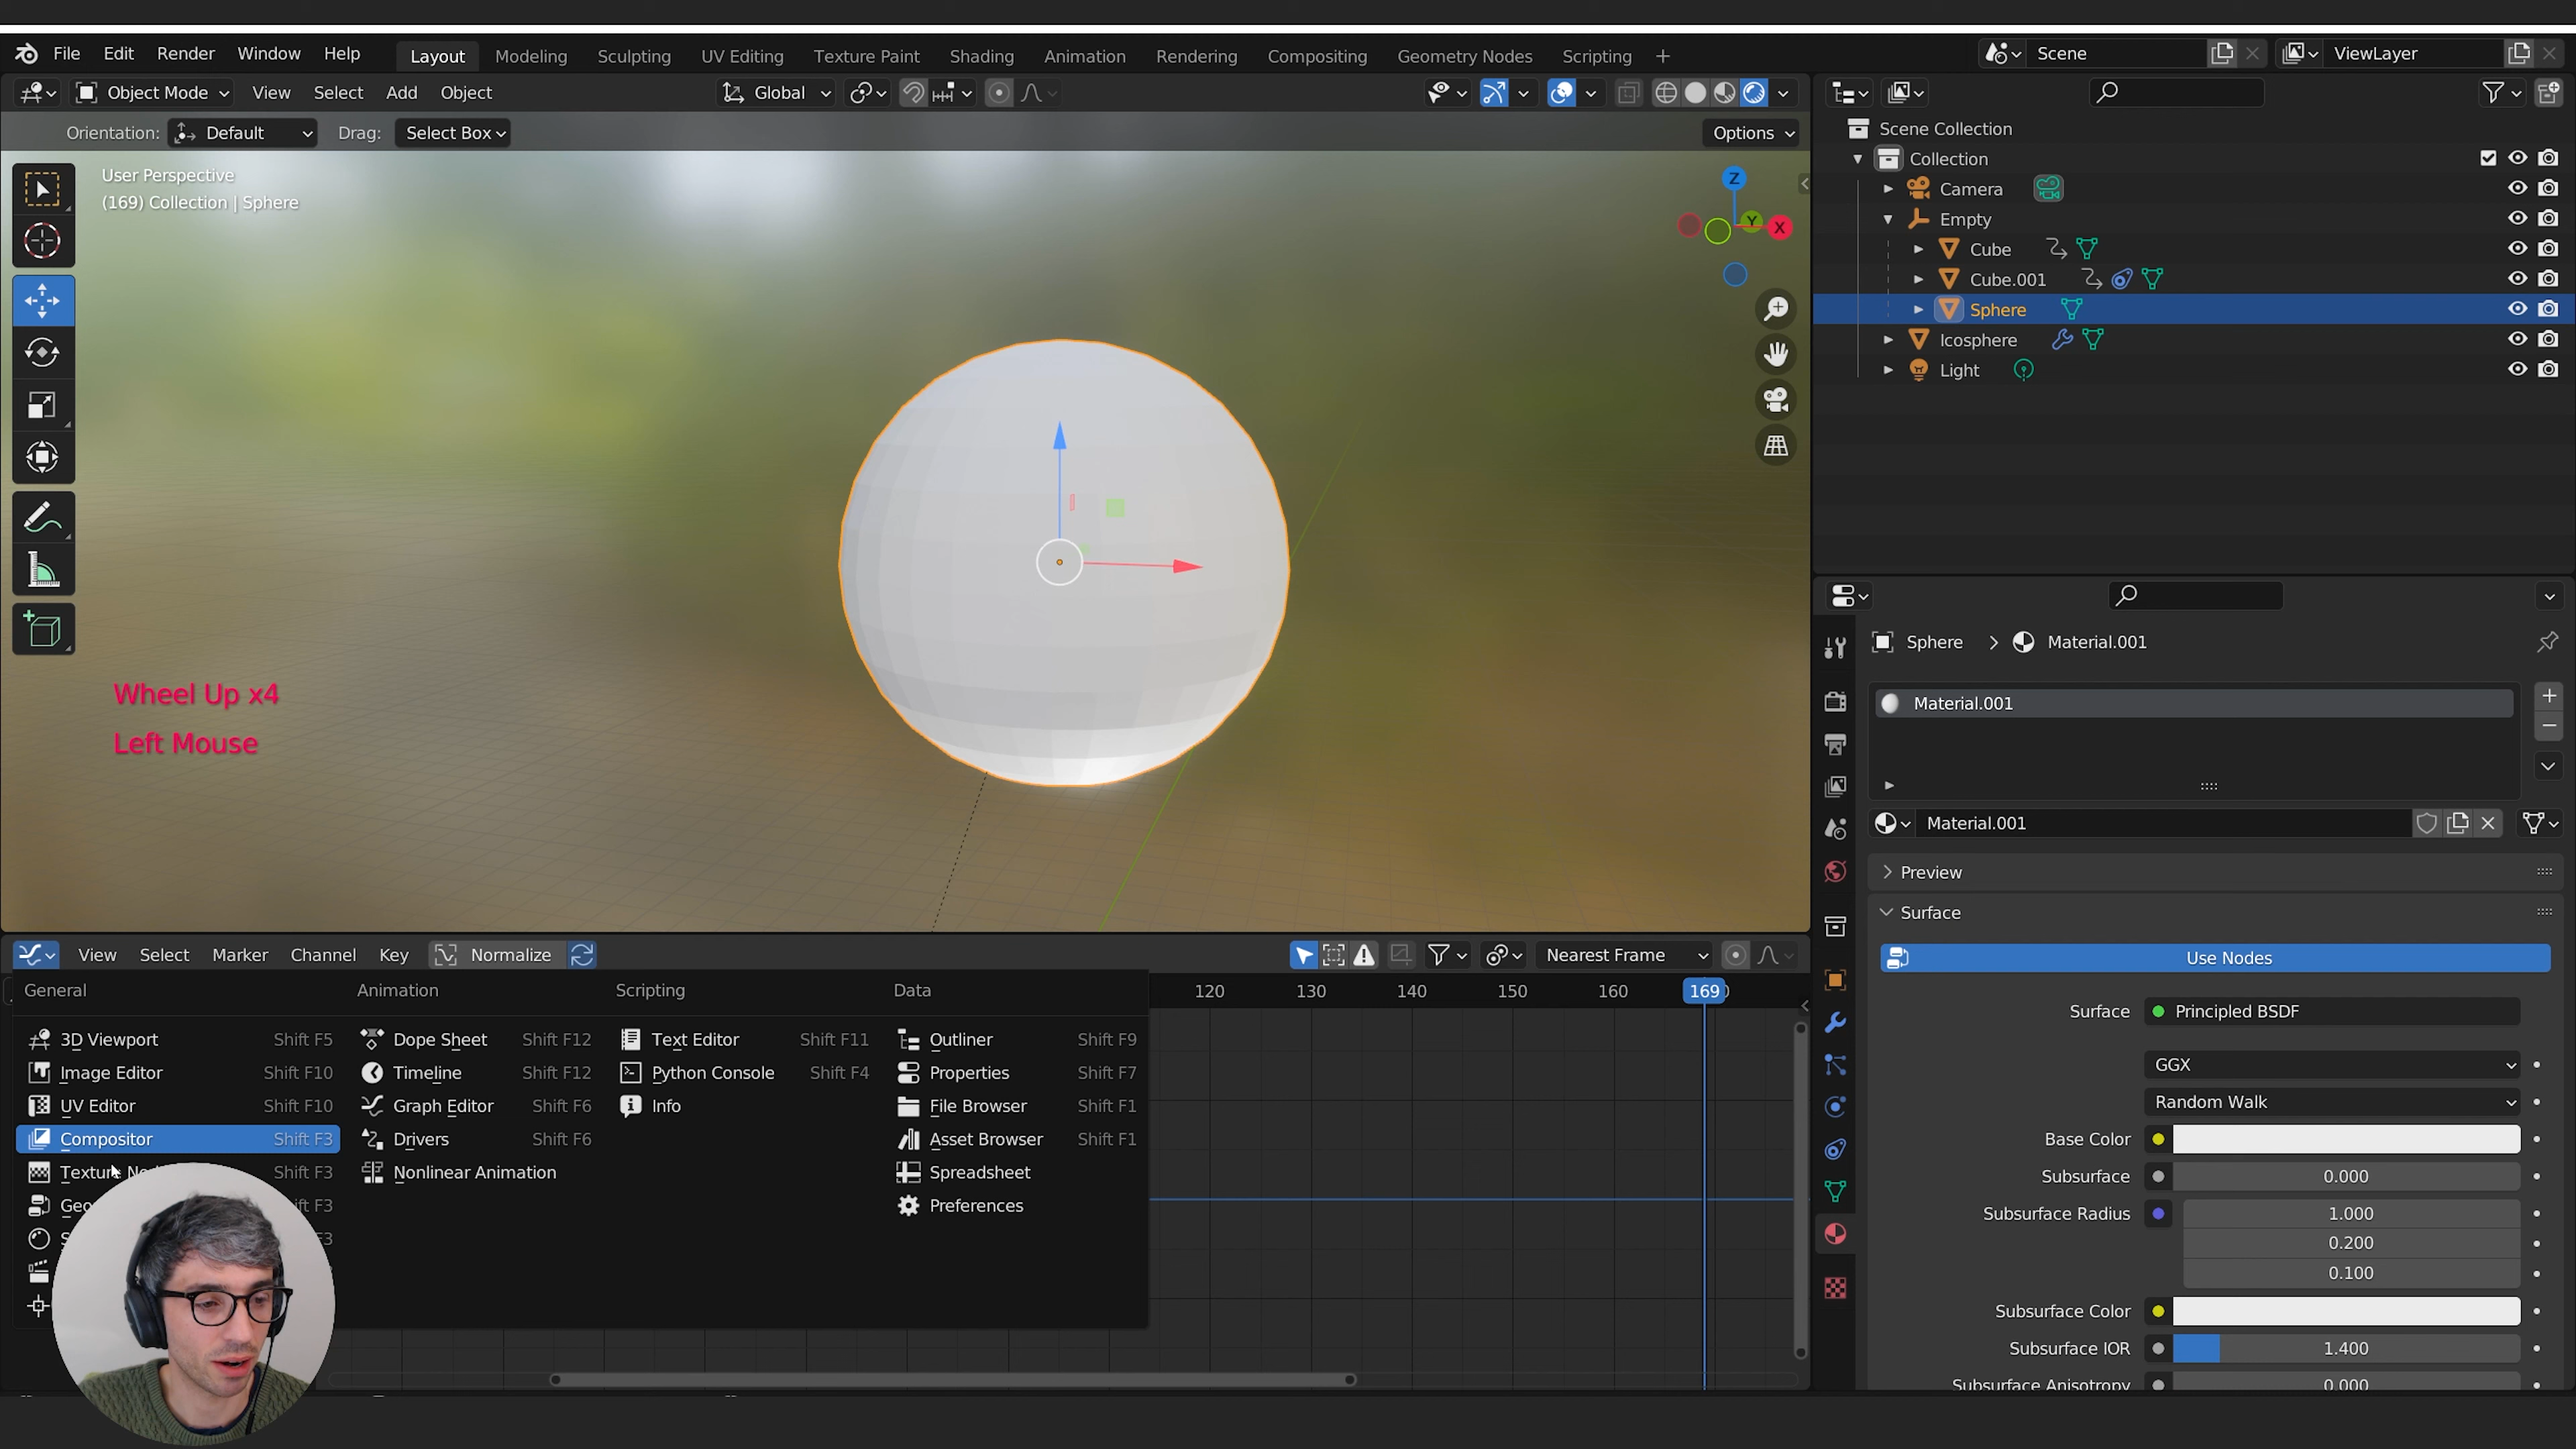 File Edit Render Window Help Layout Modeling Sculpting UV Editing Texture Paint Shading Animation Rendering Compositing Geometry Nodes Scripting + Scene ViewLayer
Object Mode View Select Add Object Global
Orientation: Default Drag: Select Box Options
User Perspective
(169) Collection | Sphere
Z
Y
X
Wheel Up x4
Left Mouse
Scene Collection
Collection
Camera
Empty
Cube
Cube.001
Sphere
Icosphere
Light
Sphere > Material.001
Material.001
Material.001
Preview
Surface
Use Nodes
Surface Principled BSDF
GGX
Random Walk
Base Color
Subsurface 0.000
Subsurface Radius 1.000
0.200
0.100
Subsurface Color
Subsurface IOR 1.400
Subsurface Anisotropy 0.000
View Select Marker Channel Key Normalize Nearest Frame
120 130 140 150 160 169
General
3D Viewport Shift F5
Image Editor Shift F10
UV Editor Shift F10
Compositor Shift F3
Animation
Dope Sheet Shift F12
Timeline Shift F12
Graph Editor Shift F6
Drivers Shift F6
Nonlinear Animation
Scripting
Text Editor Shift F11
Python Console Shift F4
Info
Data
Outliner Shift F9
Properties Shift F7
File Browser Shift F1
Asset Browser Shift F1
Spreadsheet
Preferences
Texture Shift F3